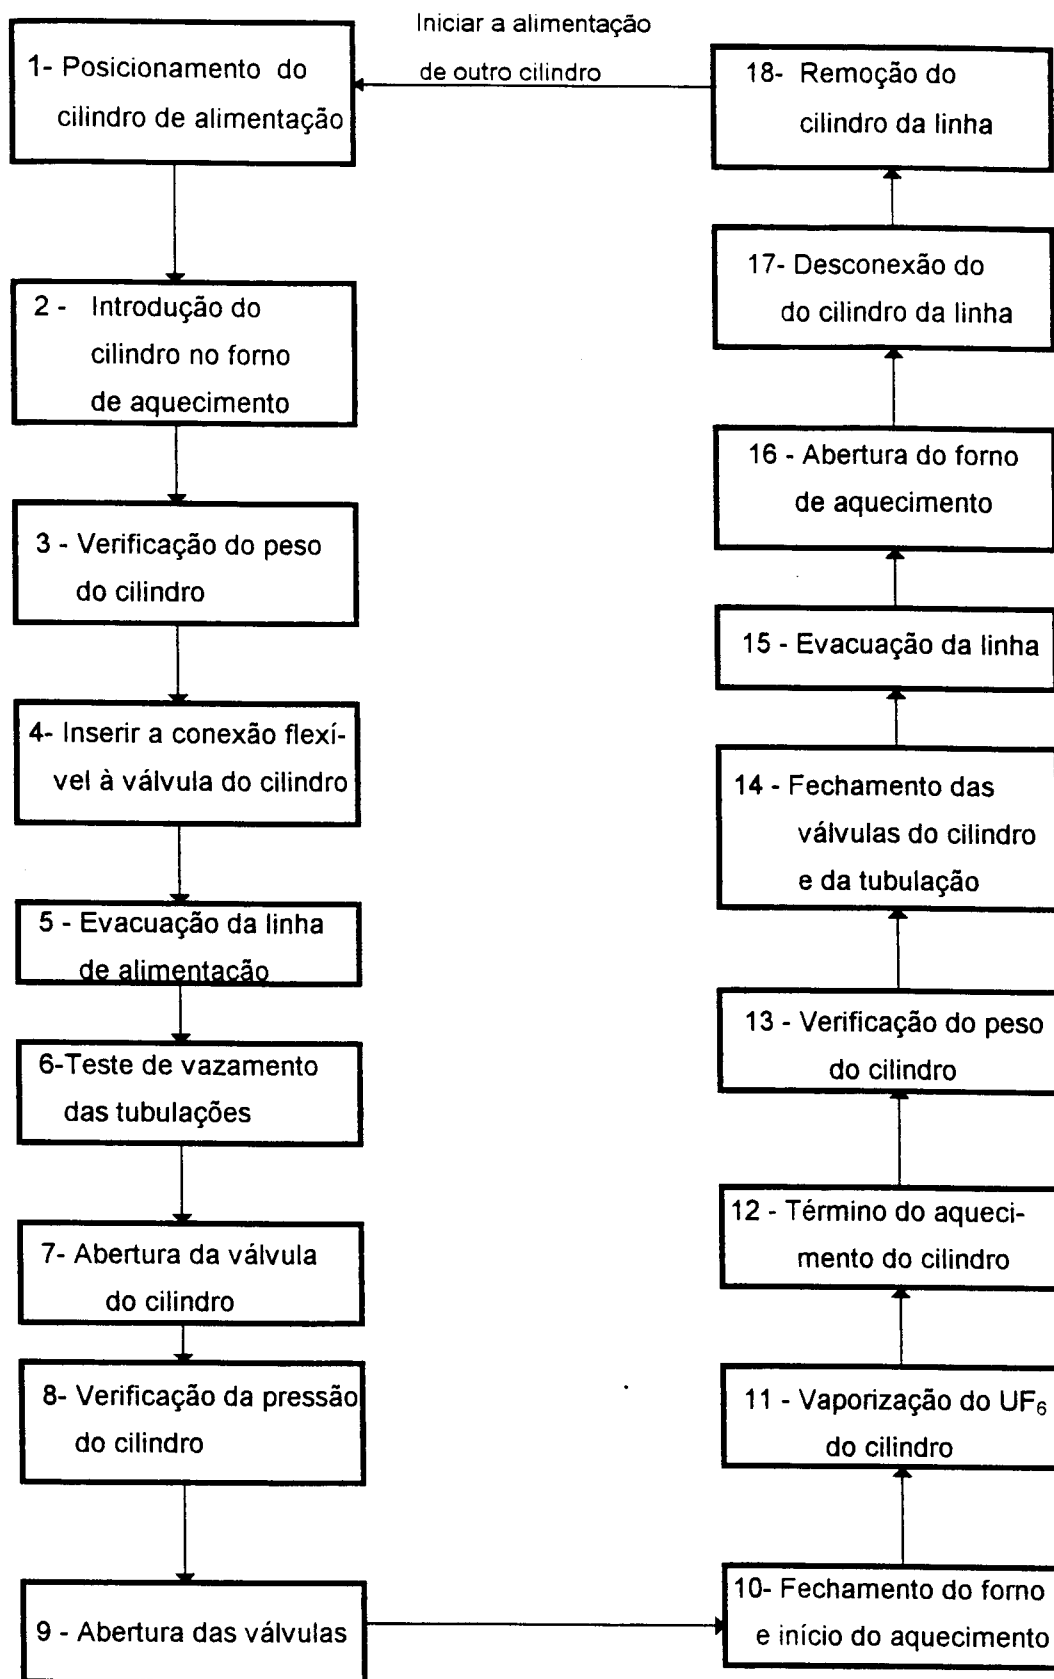 Iniciar a alimentação
de outro cilindro
1- Posicionamento do
cilindro de alimentação
2 - Introdução do
cilindro no forno
de aquecimento
3 - Verificação do peso
do cilindro
4- Inserir a conexão flexí-
vel à válvula do cilindro
5 - Evacuação da linha
de alimentacão
6-Teste de vazamento
das tubulações
7- Abertura da válvula
do cilindro
8- Verificação da pressão
do cilindro
9 - Abertura das válvulas
10- Fechamento do forno
e início do aquecimento
11 - Vaporização do UF₆
do cilindro
12 - Término do aqueci-
mento do cilindro
13 - Verificação do peso
do cilindro
14 - Fechamento das
válvulas do cilindro
e da tubulação
15 - Evacuação da linha
16 - Abertura do forno
de aquecimento
17- Desconexão do
do cilindro da linha
18- Remoção do
cilindro da linha